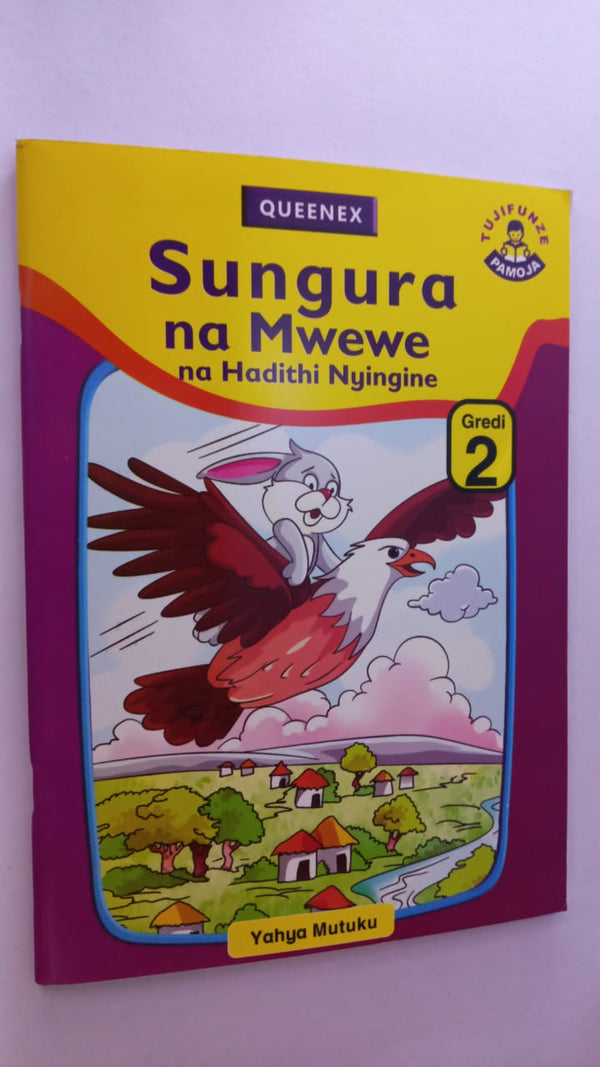 QUEENEX
TUJIFUNZE
PAMOJA
Sungura
na Mwewe
na Hadithi Nyingine
Gredi
2
Yahya Mutuku